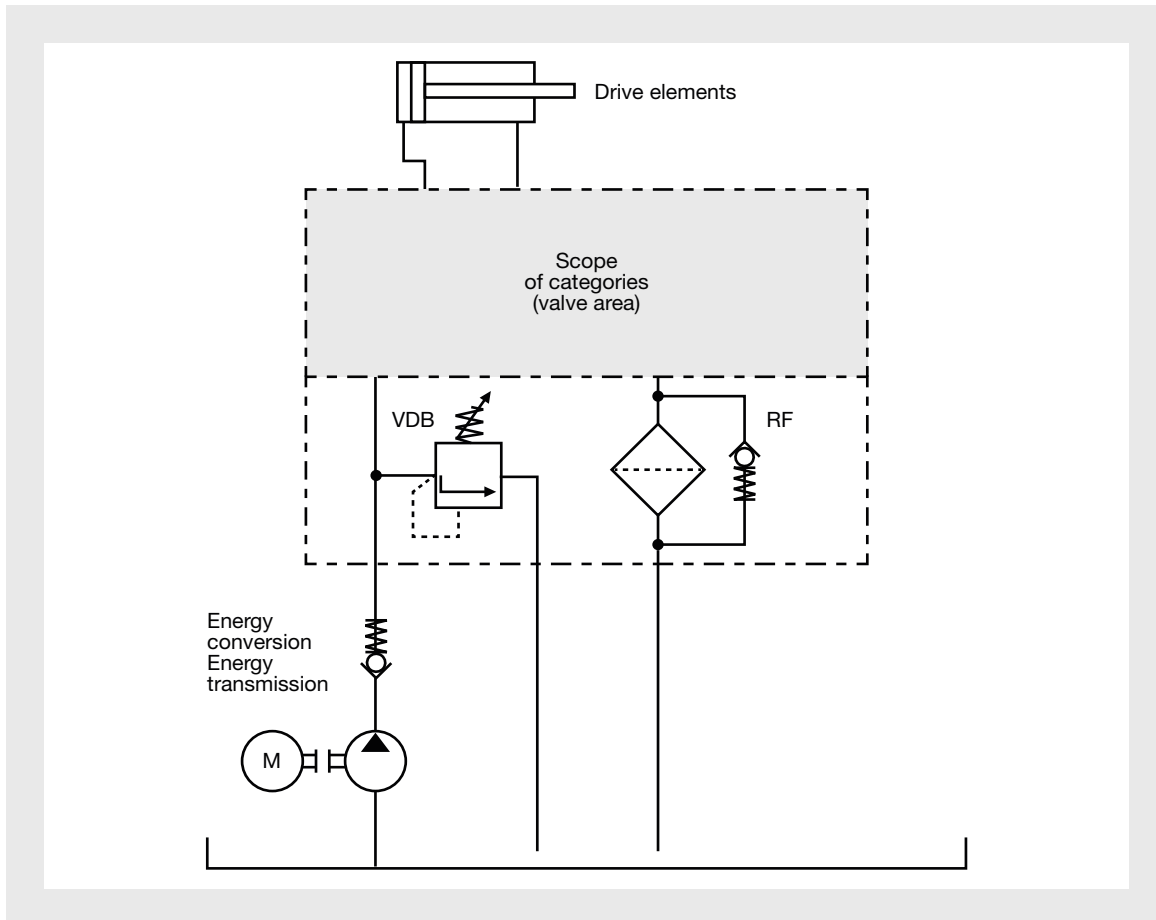 Drive elements
Scope
of categories
(valve area)
VDB
RF
Energy
conversion
Energy
transmission
M